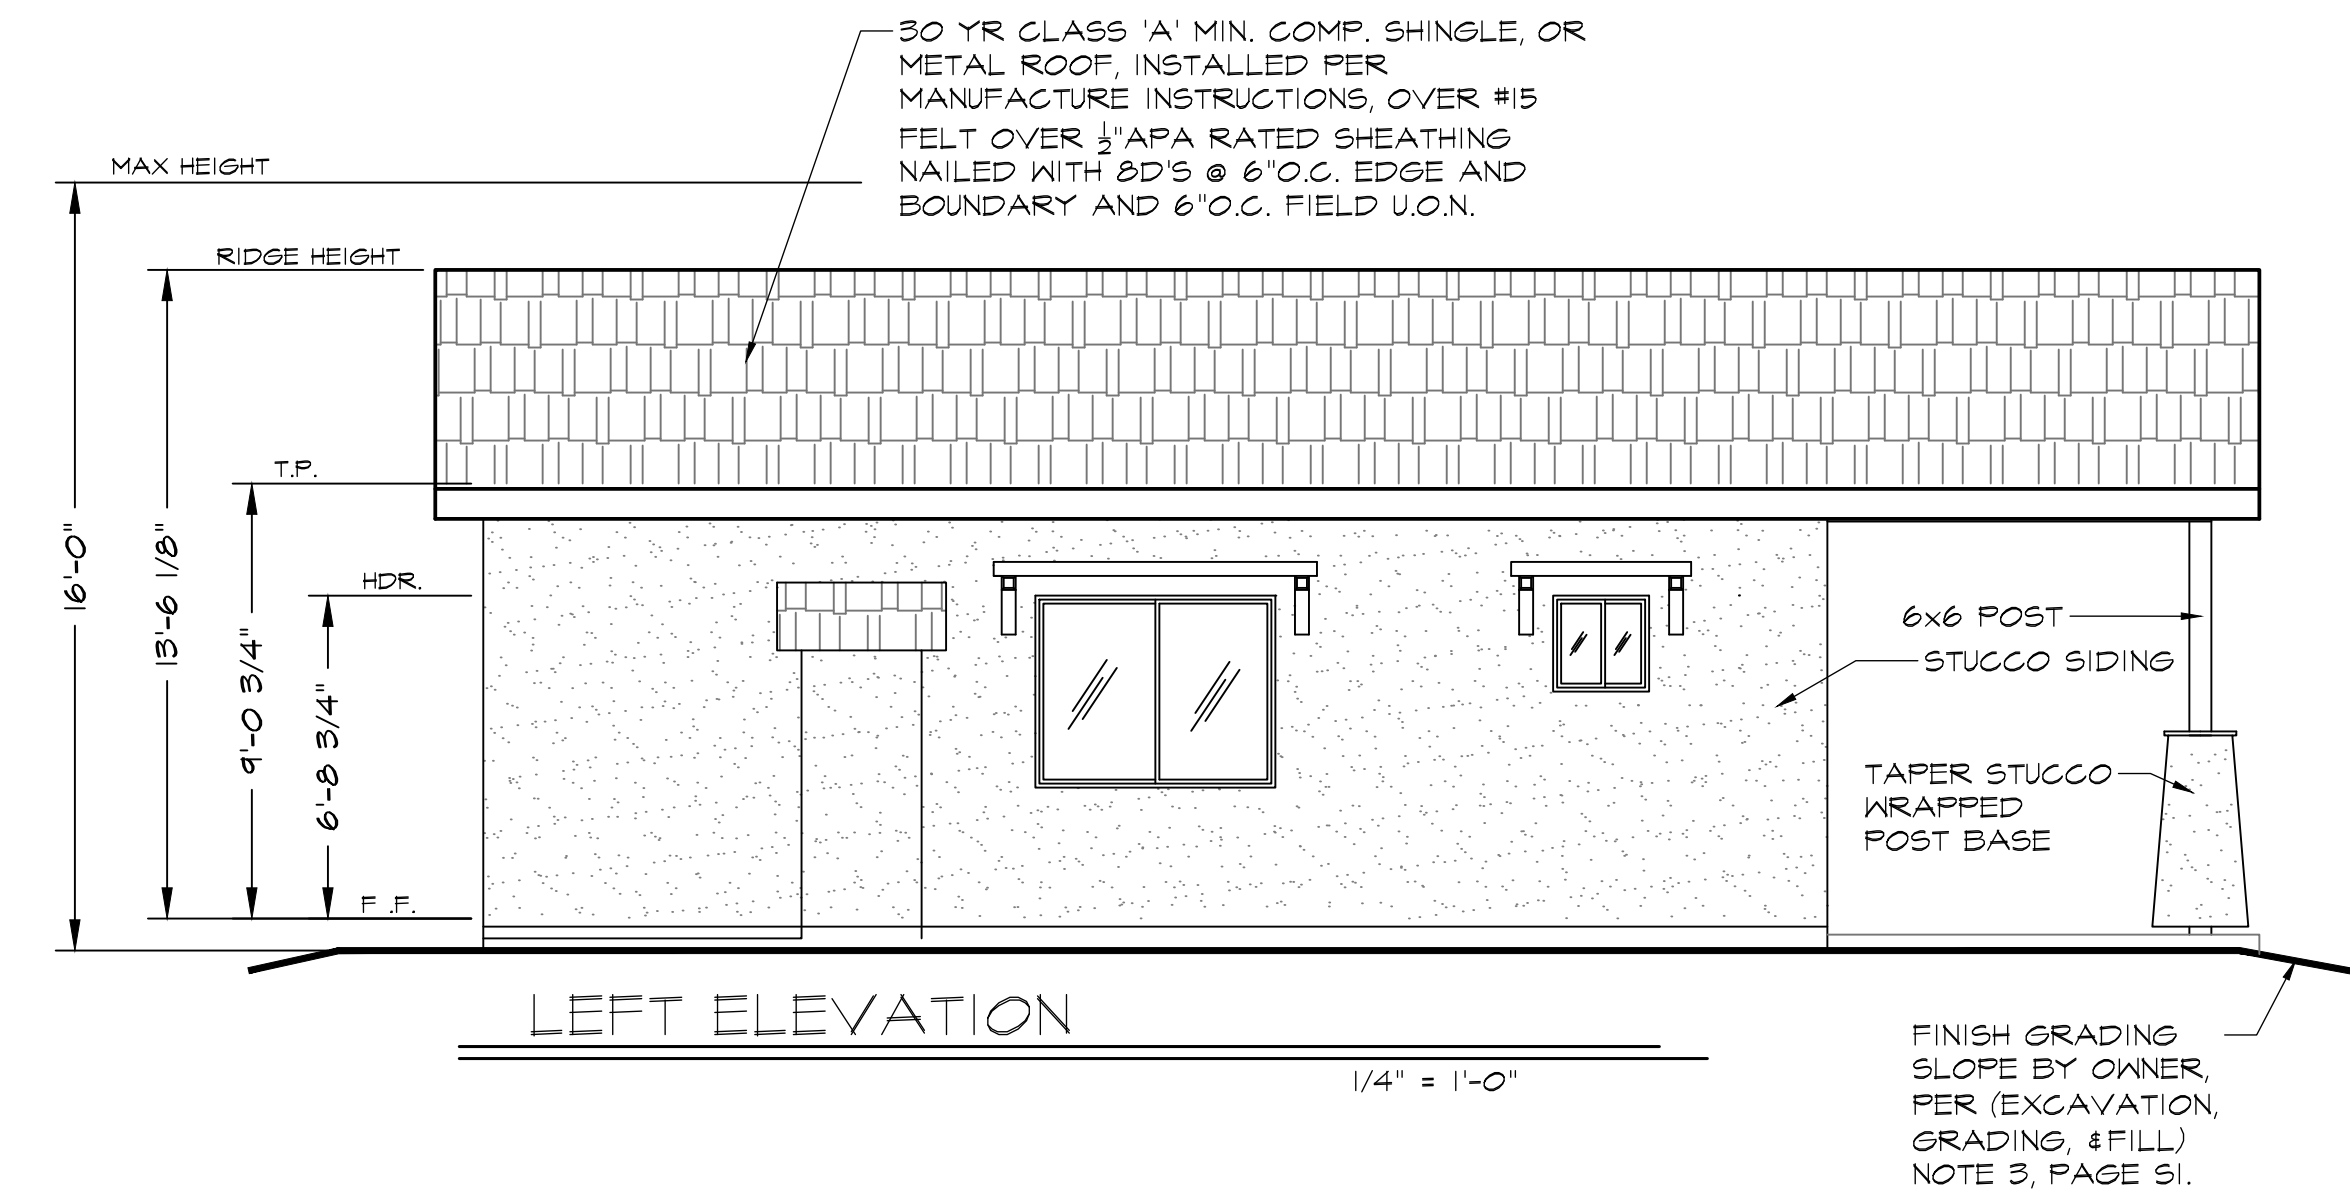 30 YR CLASS 'A' MIN. COMP. SHINGLE, OR
METAL ROOF, INSTALLED PER
MANUFACTURE INSTRUCTIONS, OVER #15
FELT OVER ½"APA RATED SHEATHING
NAILED WITH 8D'S @ 6"O.C. EDGE AND
BOUNDARY AND 6"O.C. FIELD U.O.N.
MAX HEIGHT
RIDGE HEIGHT
T.P.
HDR.
F .F.
16'-0"
13'-6 1/8"
9'-0 3/4"
6'-8 3/4"
6x6 POST
STUCCO SIDING
TAPER STUCCO
WRAPPED
POST BASE
LEFT ELEVATION
1/4" = 1'-0"
FINISH GRADING
SLOPE BY OWNER,
PER (EXCAVATION,
GRADING, &FILL)
NOTE 3, PAGE S1.